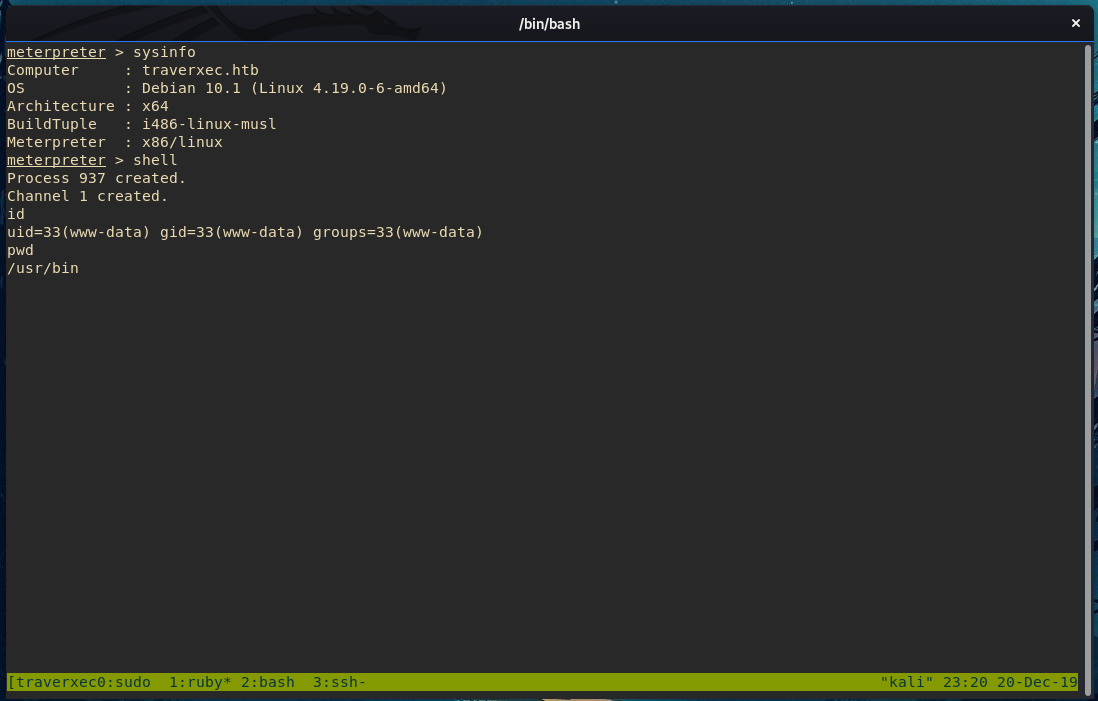 /bin/bash ×
meterpreter > sysinfo
Computer     : traverxec.htb
OS           : Debian 10.1 (Linux 4.19.0-6-amd64)
Architecture : x64
BuildTuple   : i486-linux-musl
Meterpreter  : x86/linux
meterpreter > shell
Process 937 created.
Channel 1 created.
id
uid=33(www-data) gid=33(www-data) groups=33(www-data)
pwd
/usr/bin
[traverxec0:sudo  1:ruby* 2:bash  3:ssh- "kali" 23:20 20-Dec-19